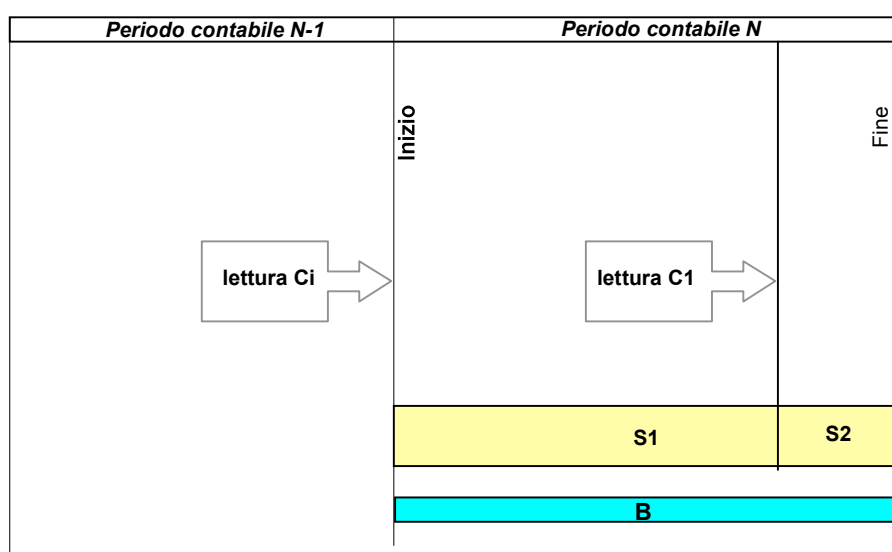 Periodo contabile N-1
Periodo contabile N
Inizio
Fine
lettura Ci
lettura C1
S1
S2
B